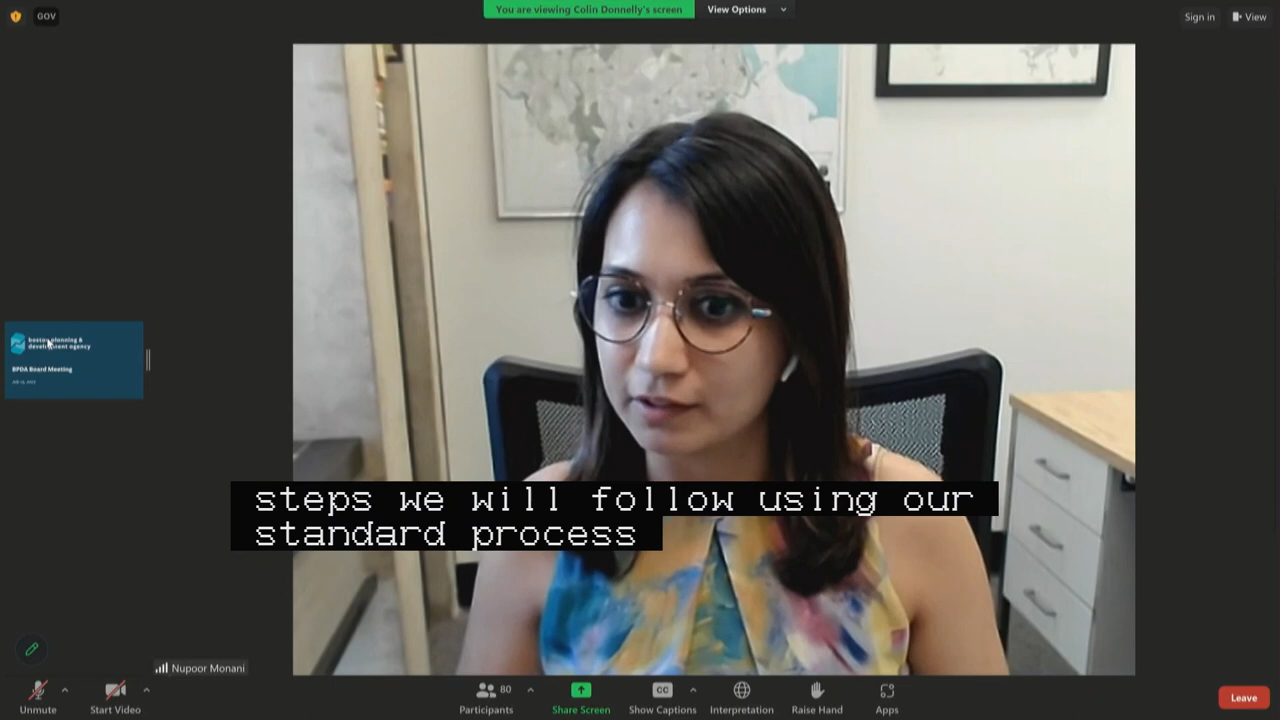 GOV
You are viewing Colin Donnelly's screen
View Options
Sign in
View
boston planning &
development agency
BPDA Board Meeting
steps we will follow using our
standard process
Nupoor Monani
Unmute
Start Video
Participants
80
Share Screen
CC
Show Captions
Interpretation
Raise Hand
Apps
Leave